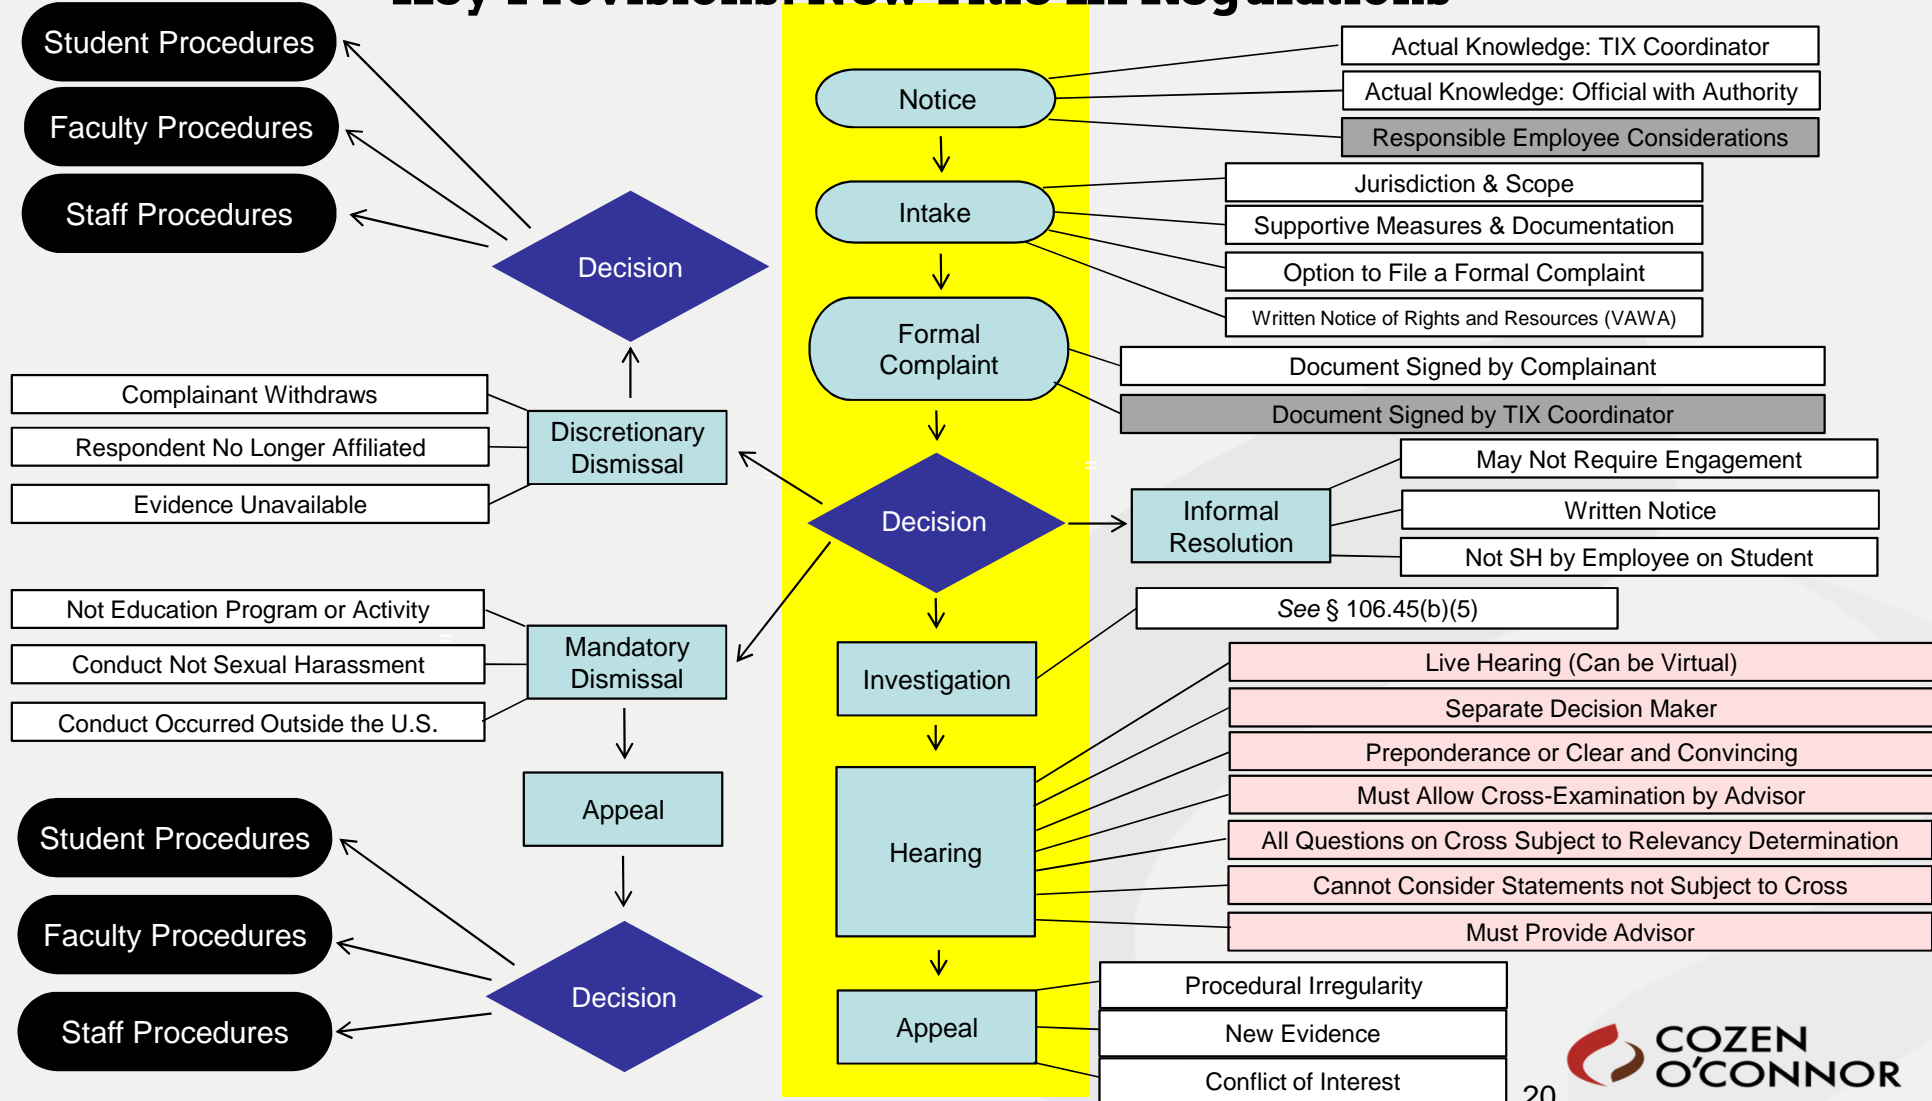 Key Provisions: New Title IX Regulations
Student Procedures
Faculty Procedures
Staff Procedures
Decision
Notice
Actual Knowledge: TIX Coordinator
Actual Knowledge: Official with Authority
Responsible Employee Considerations
Intake
Jurisdiction & Scope
Supportive Measures & Documentation
Option to File a Formal Complaint
Written Notice of Rights and Resources (VAWA)
Formal
Complaint
Document Signed by Complainant
Document Signed by TIX Coordinator
Complainant Withdraws
Respondent No Longer Affiliated
Evidence Unavailable
Discretionary
Dismissal
Decision
Informal
Resolution
May Not Require Engagement
Written Notice
Not SH by Employee on Student
Not Education Program or Activity
Conduct Not Sexual Harassment
Conduct Occurred Outside the U.S.
Mandatory
Dismissal
Investigation
See § 106.45(b)(5)
Appeal
Hearing
Live Hearing (Can be Virtual)
Separate Decision Maker
Preponderance or Clear and Convincing
Must Allow Cross-Examination by Advisor
All Questions on Cross Subject to Relevancy Determination
Cannot Consider Statements not Subject to Cross
Must Provide Advisor
Student Procedures
Faculty Procedures
Staff Procedures
Decision
Appeal
Procedural Irregularity
New Evidence
Conflict of Interest
20
COZEN
O'CONNOR